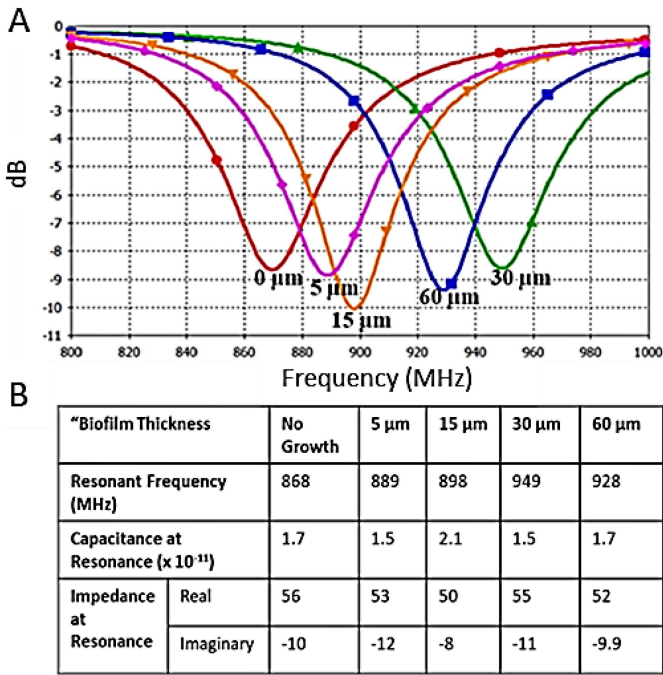 A
0
-1
-2
-3
-4
-5
-6
-7
-8
-9
-10
-11
dB
0 μm
5 μm
15 μm
60 μm
30 μm
800 820 840 860 880 900 920 940 960 980 1000
Frequency (MHz)
B
“Biofilm Thickness No Growth 5 μm 15 μm 30 μm 60 μm
Resonant Frequency (MHz) 868 889 898 949 928
Capacitance at Resonance (x 10⁻¹¹) 1.7 1.5 2.1 1.5 1.7
Impedance at Resonance Real 56 53 50 55 52
Imaginary -10 -12 -8 -11 -9.9